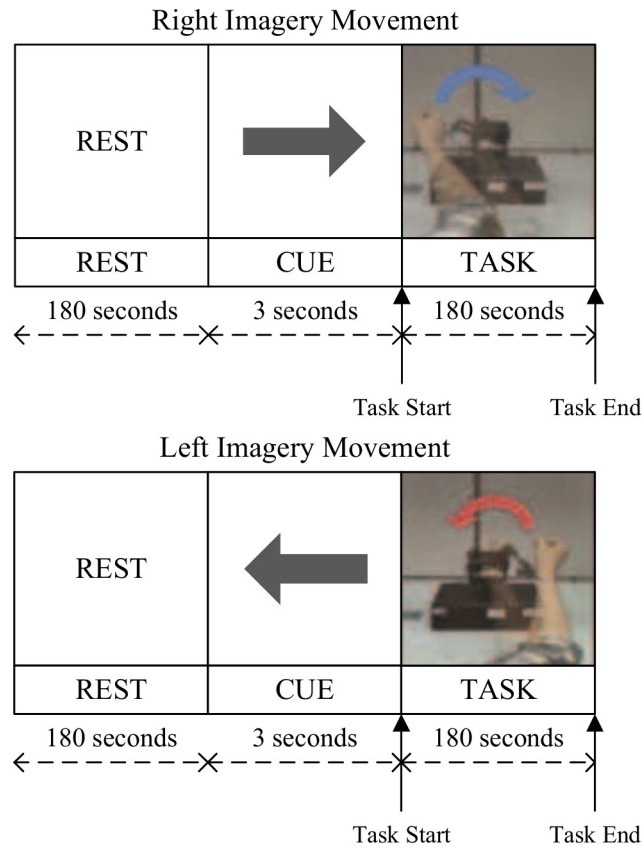 Right Imagery Movement
REST
REST CUE TASK
180 seconds 3 seconds 180 seconds
Task Start Task End
Left Imagery Movement
REST
REST CUE TASK
180 seconds 3 seconds 180 seconds
Task Start Task End